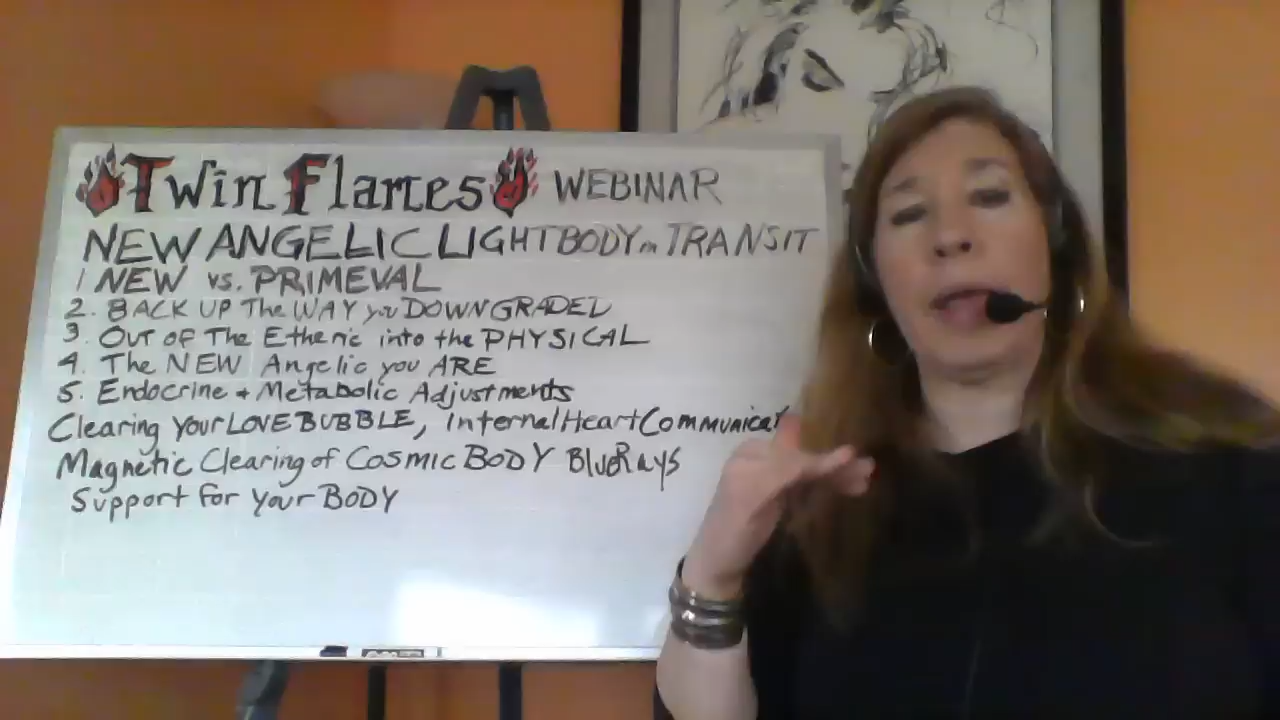 Twin Flames WEBINAR
NEW ANGELIC LIGHTBODY in TRANSIT
1 NEW vs. PRIMEVAL
2. BACK UP The WAY you DOWNGRADED
3. Out of The Etheric into the PHYSICAL
4. The NEW Angelic you ARE
5. Endocrine + Metabolic Adjustments
Clearing Your LOVE BUBBLE, Internal Heart Communicat
Magnetic Clearing of COSMIC BODY BlueRays
Support for your BODY